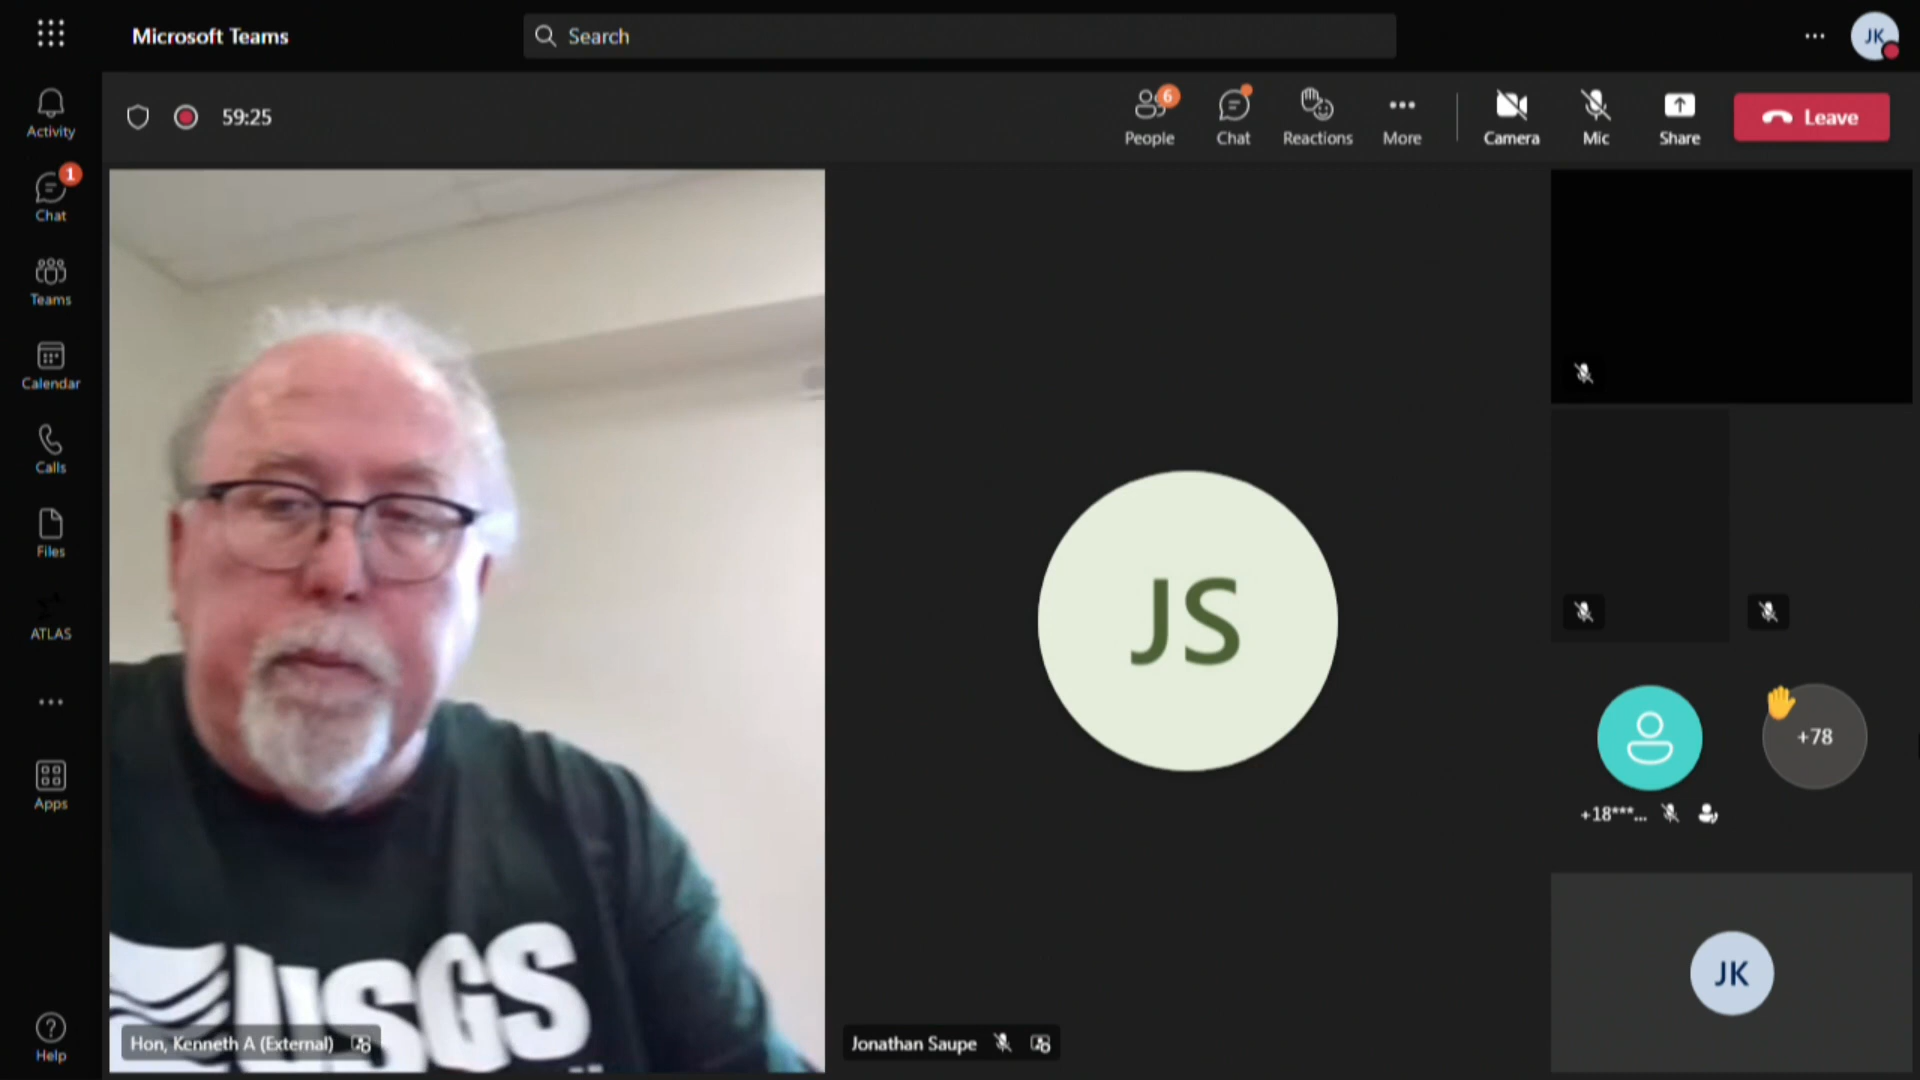 Microsoft Teams
Search
JK
59:25
6
People
Chat
Reactions
More
Camera
Mic
Share
Leave
Activity
1
Chat
Teams
Calendar
Calls
Files
ATLAS
Apps
Help
USGS
Hon, Kenneth A (External)
JS
Jonathan Saupe
+18***...
+78
JK